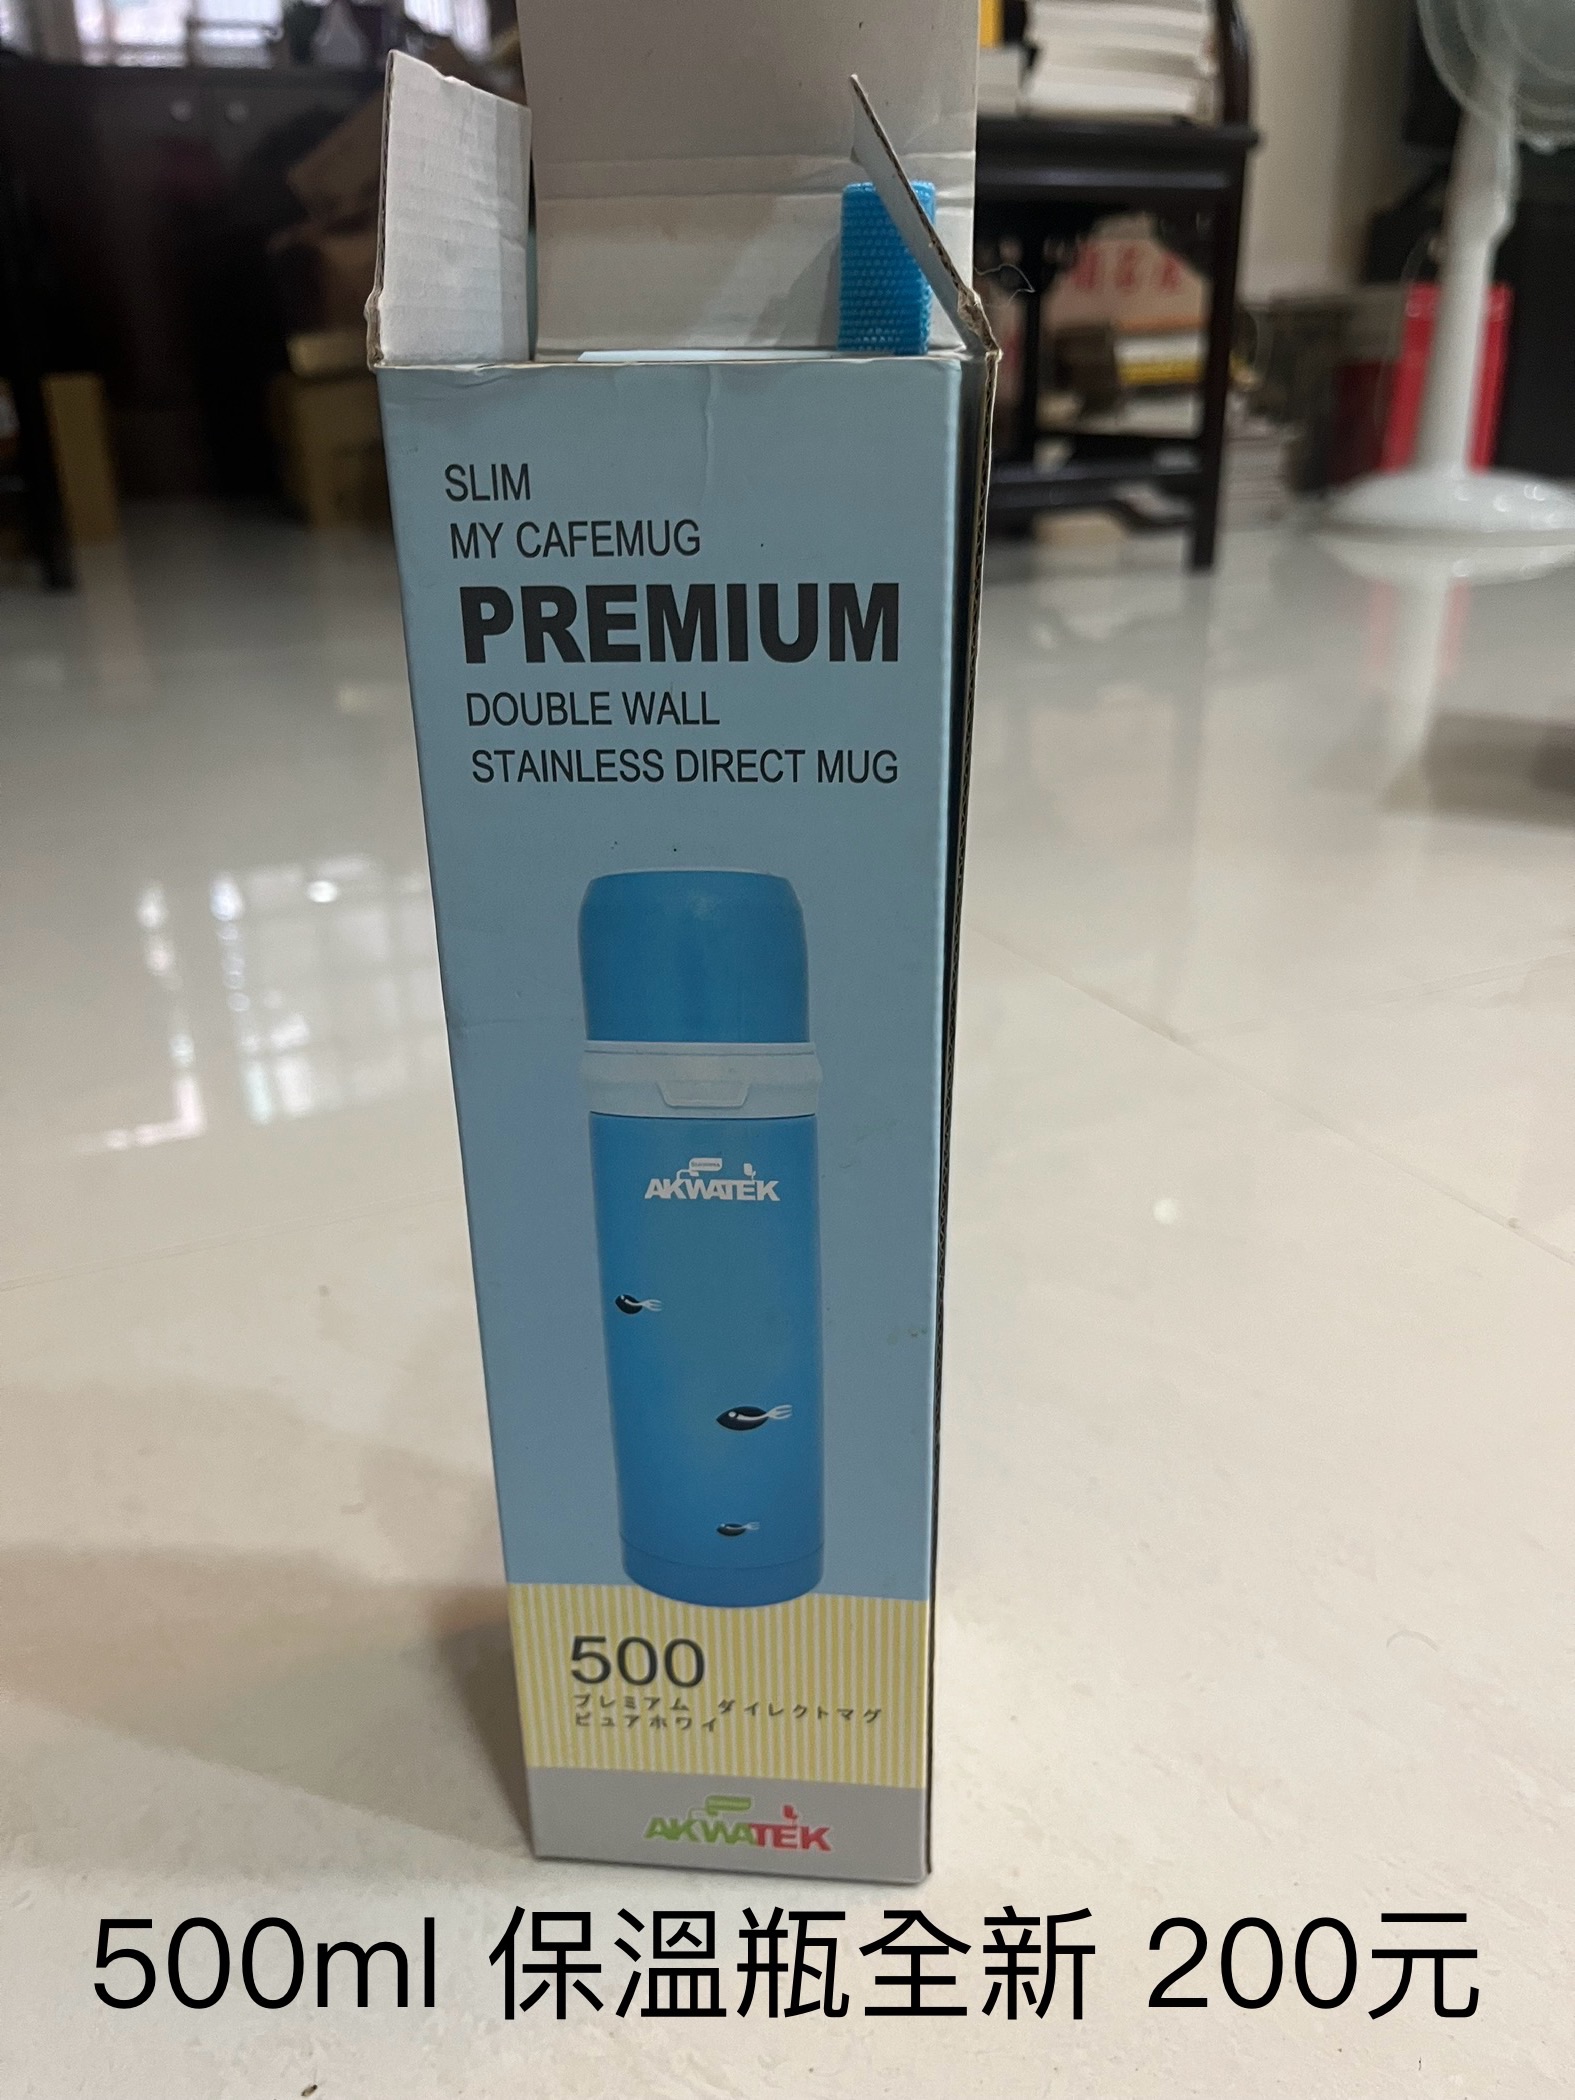 SLIM
MY CAFEMUG
PREMIUM
DOUBLE WALL
STAINLESS DIRECT MUG
AKWATEK
500
プレミアム ダイレクトマグ
ピュアホワイ
AKWATEK
500ml 保溫瓶全新 200元